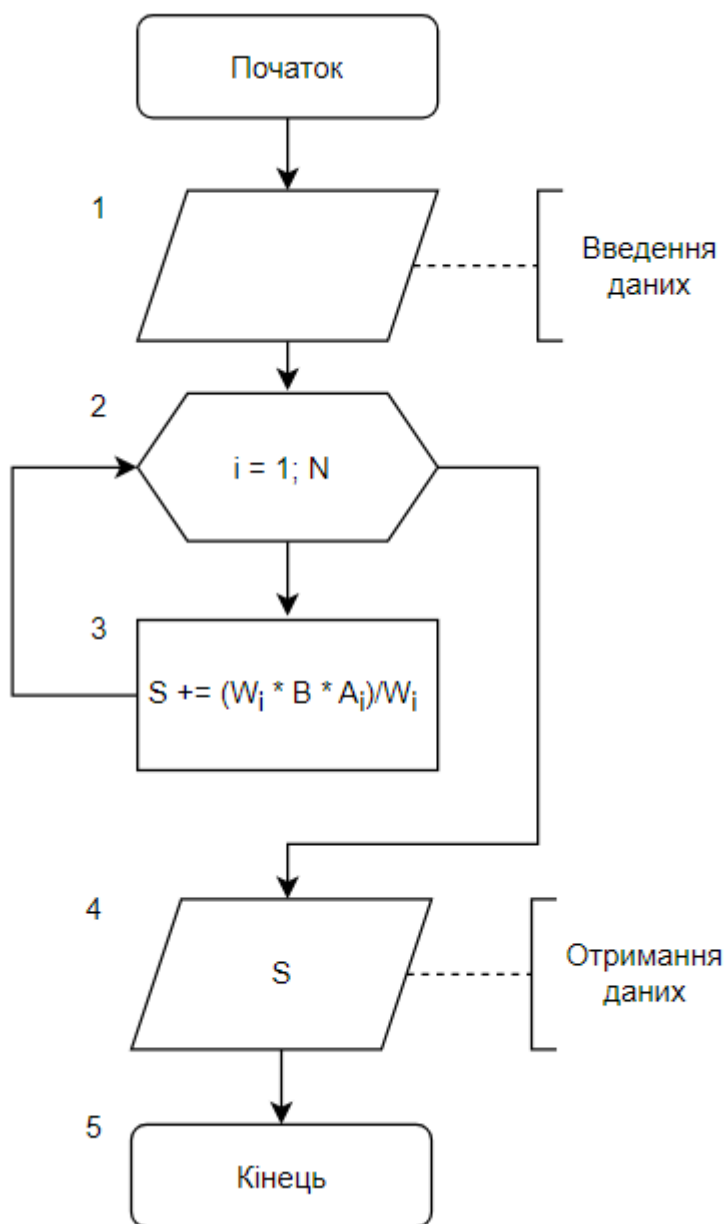 Початок
1
Введення
даних
2
i = 1; N
3
S += (Wi * B * Ai)/Wi
4
S
Отримання
даних
5
Кінець